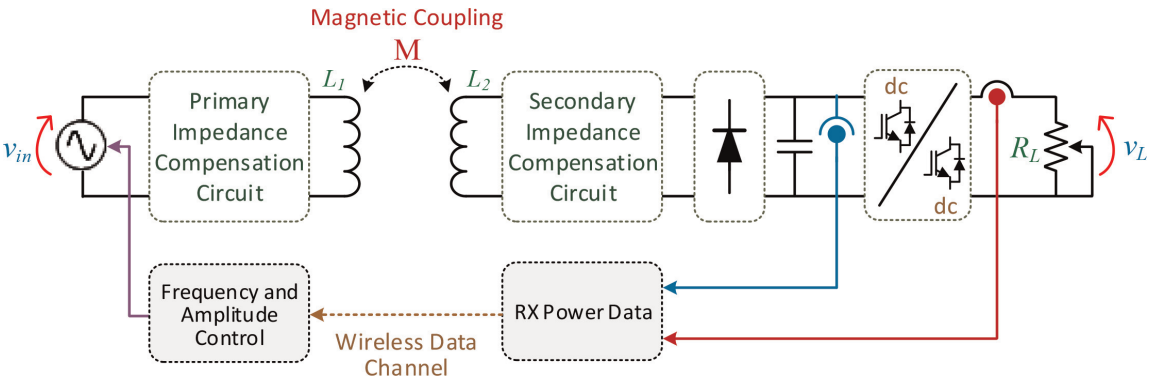 Magnetic Coupling
M
L1
L2
Primary
Impedance
Compensation
Circuit
Secondary
Impedance
Compensation
Circuit
dc
dc
vin
RL
vL
Frequency and
Amplitude
Control
RX Power Data
Wireless Data
Channel